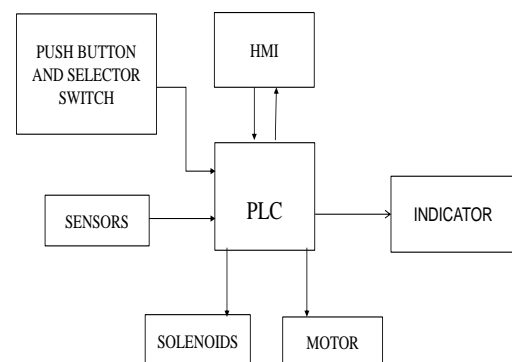 PUSH BUTTON
AND SELECTOR
SWITCH
HMI
SENSORS
PLC
INDICATOR
SOLENOIDS
MOTOR